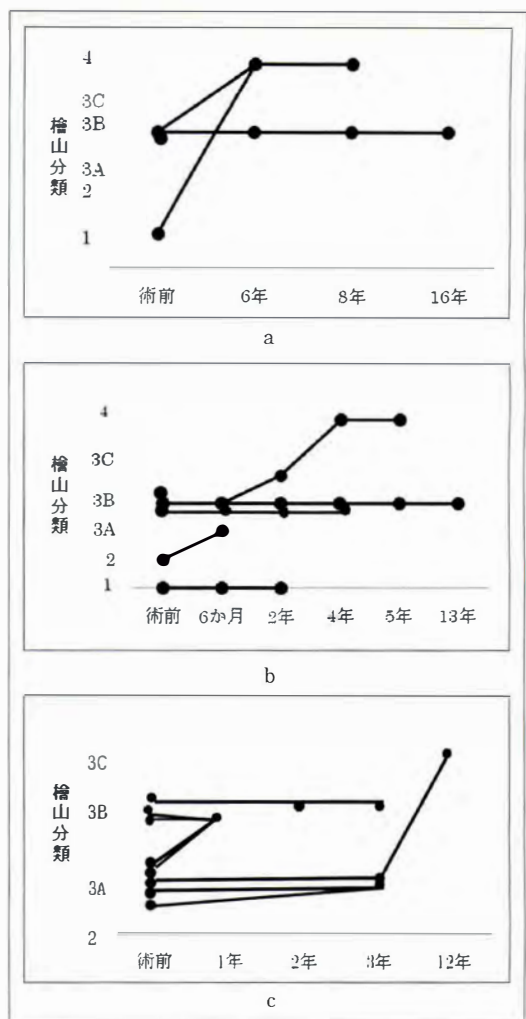 4
3C
3B
3A
2
1
檜山分類
術前 6年 8年 16年
a
4
3C
3B
3A
2
1
檜山分類
術前 6か月 2年 4年 5年 13年
b
3C
3B
3A
2
檜山分類
術前 1年 2年 3年 12年
c